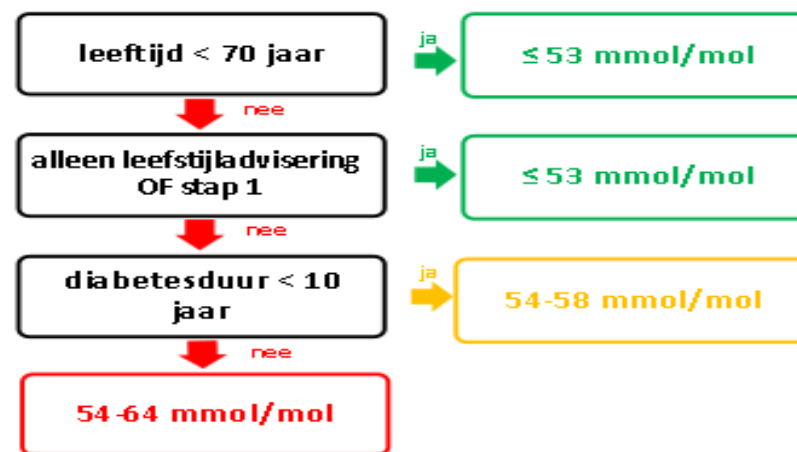 leeftijd < 70 jaar
ja
≤ 53 mmol/mol
nee
alleen leefstijladvisering
OF stap 1
ja
≤ 53 mmol/mol
nee
diabetesduur < 10
jaar
ja
54-58 mmol/mol
nee
54-64 mmol/mol